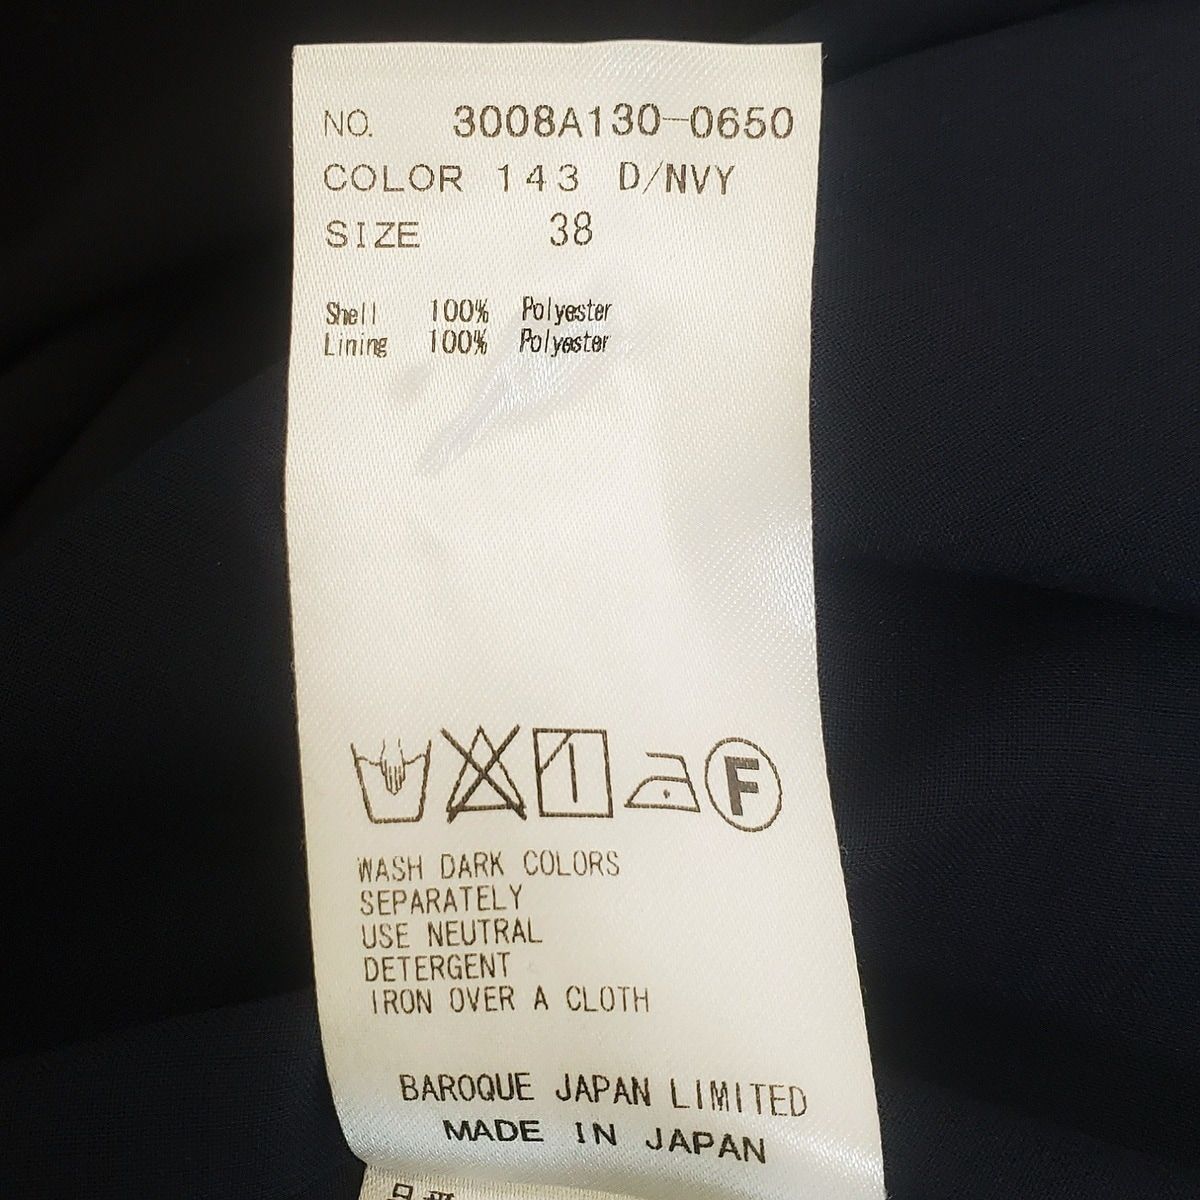 NO. 3008A130-0650
COLOR 143 D/NVY
SIZE 38
Shell 100% Polyester
Lining 100% Polyester
F
WASH DARK COLORS
SEPARATELY
USE NEUTRAL
DETERGENT
IRON OVER A CLOTH
BAROQUE JAPAN LIMITED
MADE IN JAPAN